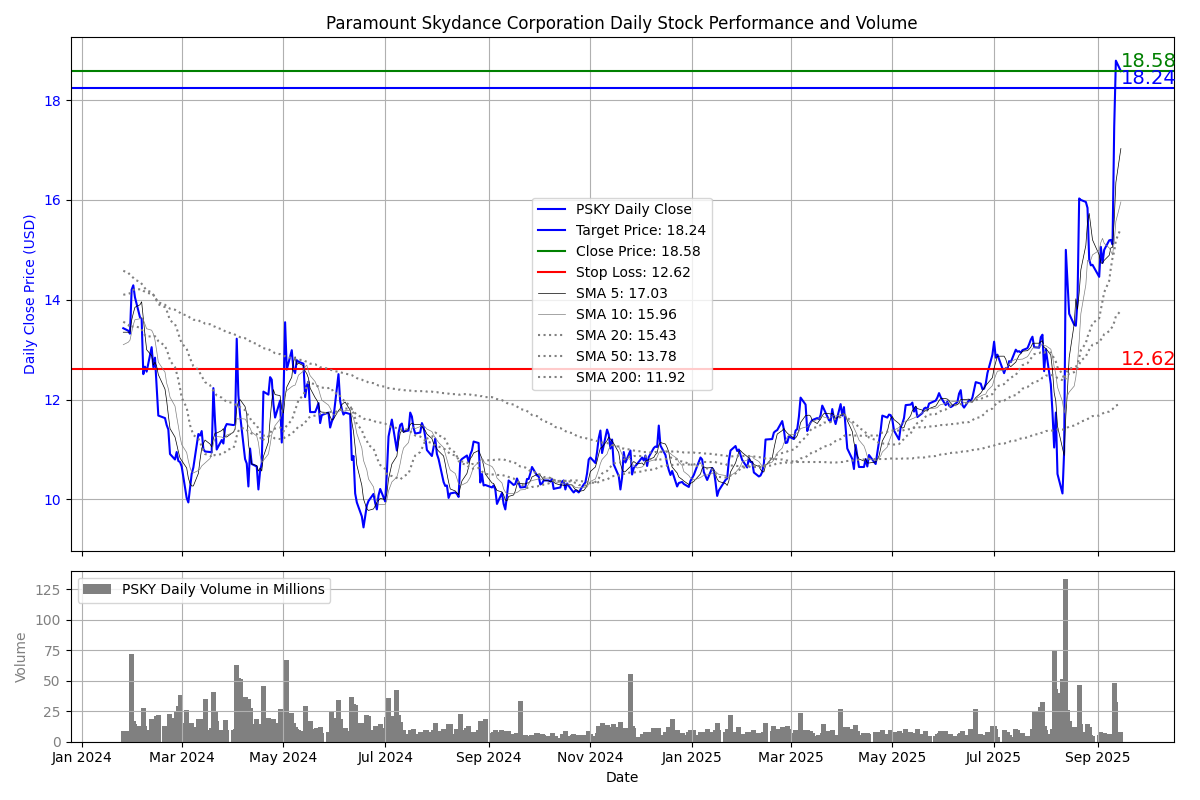 Paramount Skydance Corporation Daily Stock Performance and Volume
18.58
18.24
18
16
14
12
10
Daily Close Price (USD)
PSKY Daily Close
Target Price: 18.24
Close Price: 18.58
Stop Loss: 12.62
SMA 5: 17.03
SMA 10: 15.96
SMA 20: 15.43
SMA 50: 13.78
SMA 200: 11.92
12.62
PSKY Daily Volume in Millions
125
100
75
50
25
0
Volume
Jan 2024 Mar 2024 May 2024 Jul 2024 Sep 2024 Nov 2024 Jan 2025 Mar 2025 May 2025 Jul 2025 Sep 2025
Date